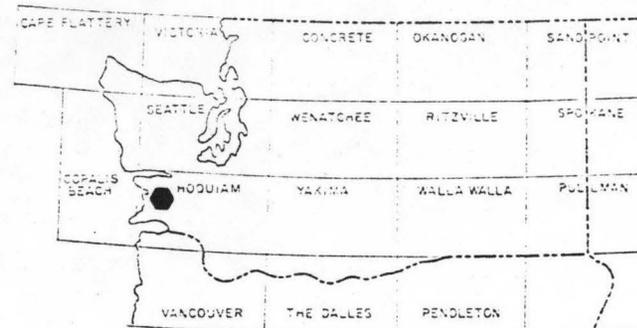 CAPE FLATTERY VICTORIA CONCRETE OKANOGAN SANDPOINT
SEATTLE WENATCHEE RITZVILLE SPOKANE
COPALIS
BEACH
HOQUIAM YAKIMA WALLA WALLA PULLMAN
VANCOUVER THE DALLES PENDLETON